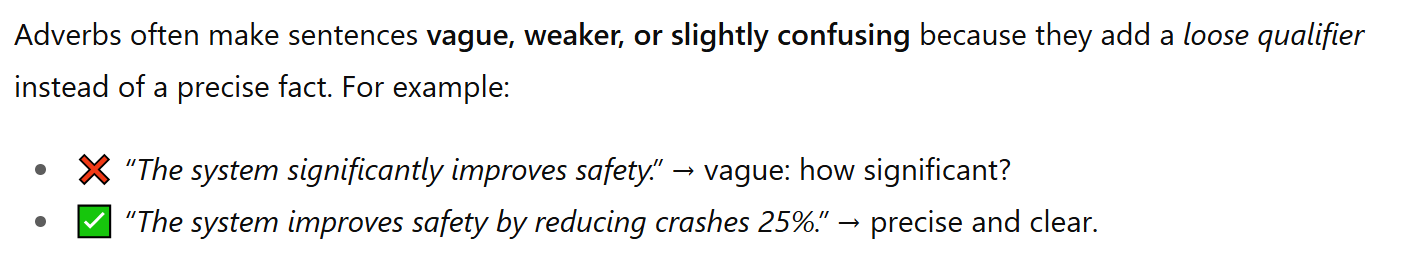 Adverbs often make sentences vague, weaker, or slightly confusing because they add a loose qualifier
instead of a precise fact. For example:
• ❌ “The system significantly improves safety.” → vague: how significant?
• ✅ “The system improves safety by reducing crashes 25%.” → precise and clear.